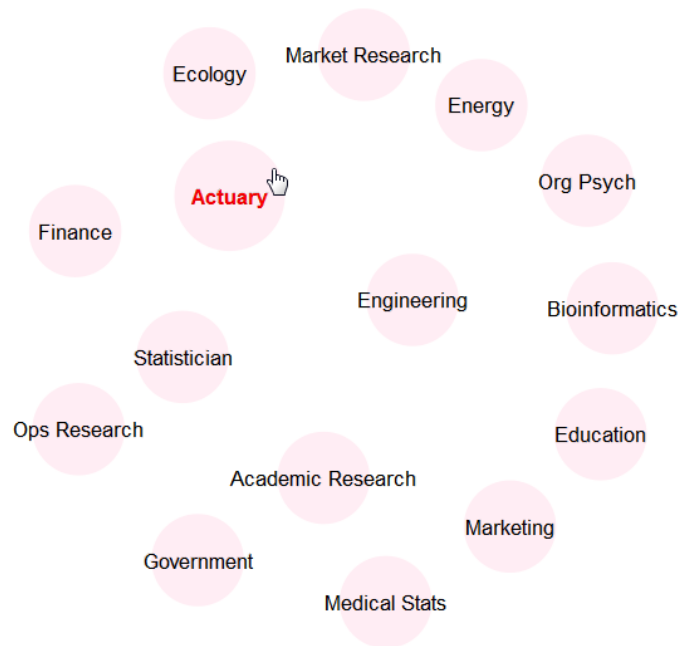 Market Research
Ecology
Energy
Org Psych
Actuary
Finance
Engineering
Bioinformatics
Statistician
Ops Research
Education
Academic Research
Marketing
Government
Medical Stats